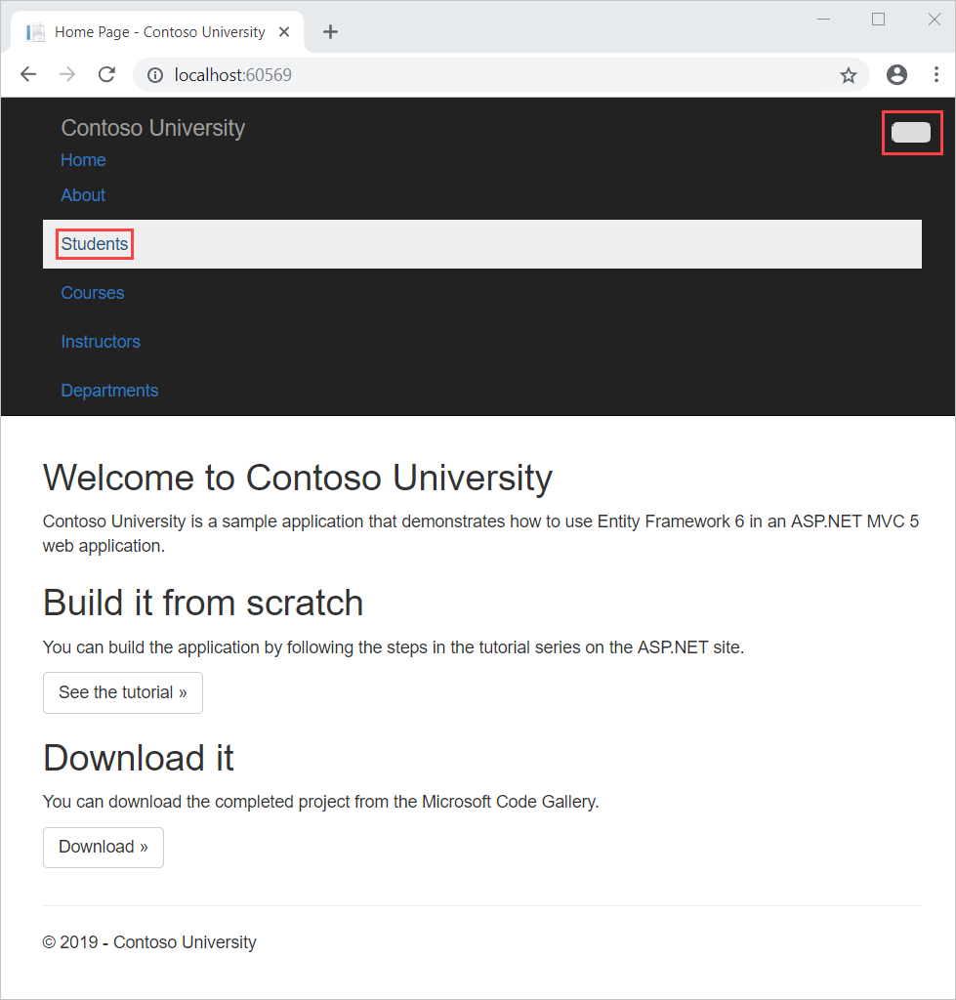 Home Page - Contoso University
localhost:60569
Contoso University
Home
About
Students
Courses
Instructors
Departments
Welcome to Contoso University
Contoso University is a sample application that demonstrates how to use Entity Framework 6 in an ASP.NET MVC 5
web application.
Build it from scratch
You can build the application by following the steps in the tutorial series on the ASP.NET site.
See the tutorial »
Download it
You can download the completed project from the Microsoft Code Gallery.
Download »
© 2019 - Contoso University